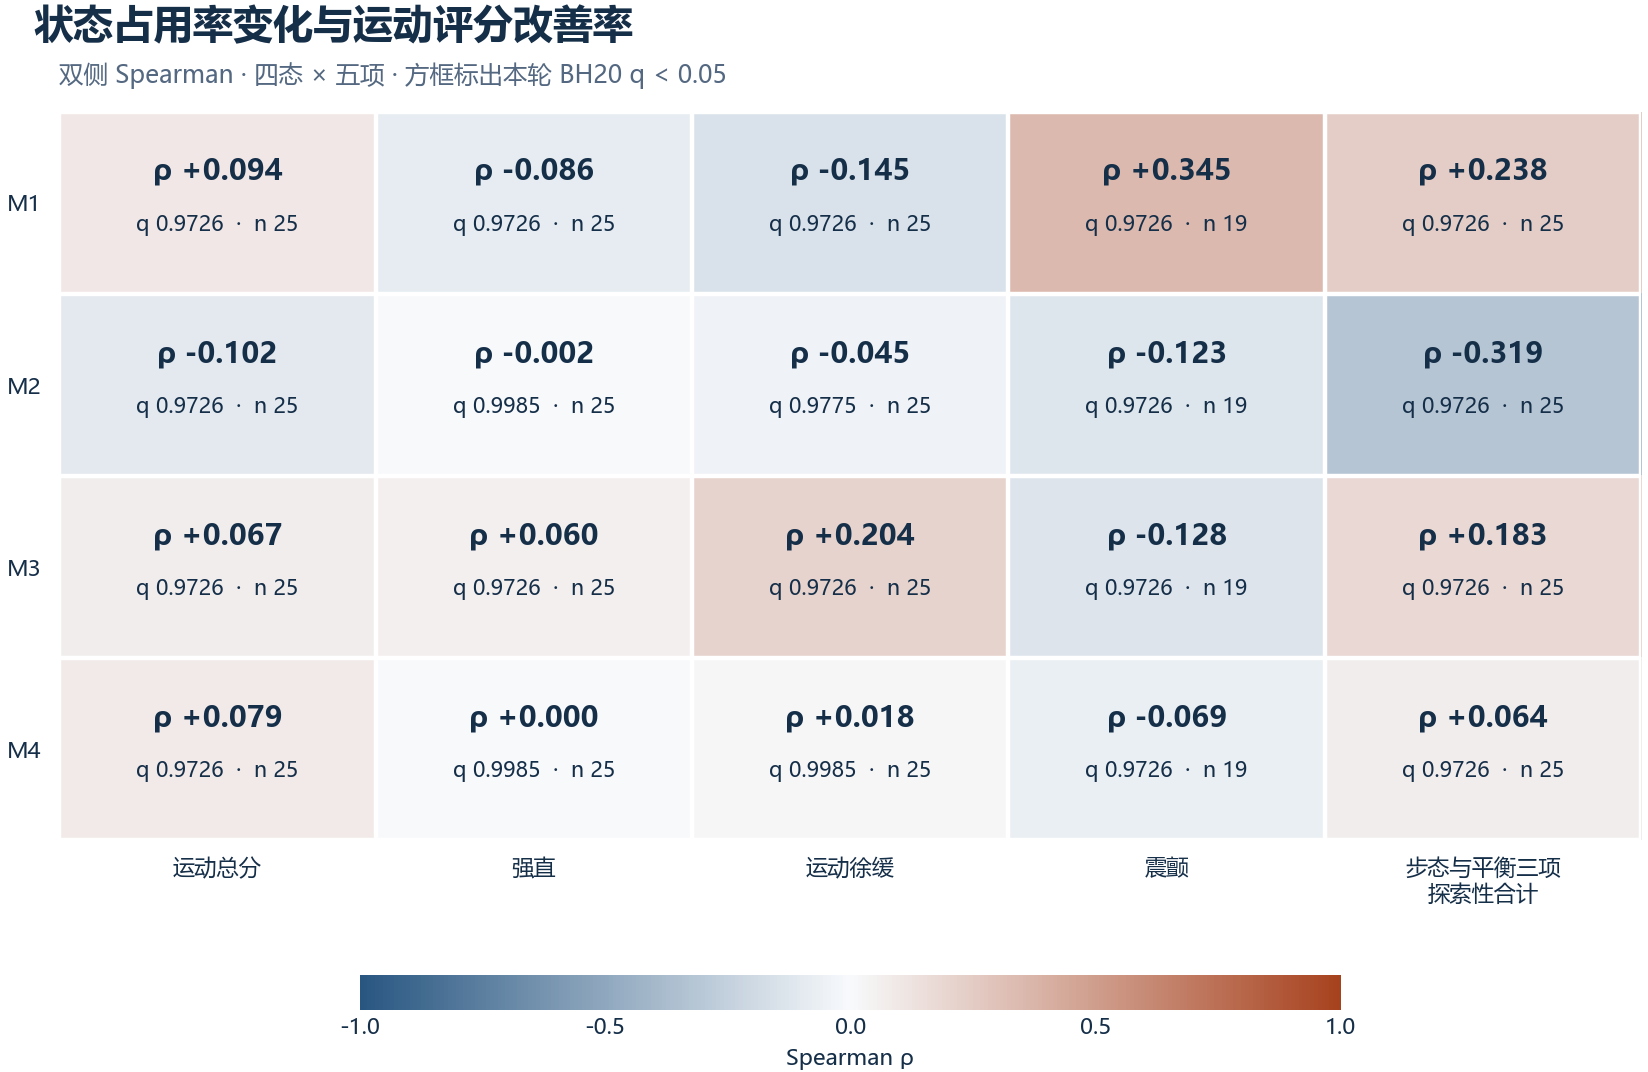 状态占用率变化与运动评分改善率
双侧 Spearman · 四态 × 五项 · 方框标出本轮 BH20 q < 0.05
M1
ρ +0.094
q 0.9726 · n 25
ρ -0.086
q 0.9726 · n 25
ρ -0.145
q 0.9726 · n 25
ρ +0.345
q 0.9726 · n 19
ρ +0.238
q 0.9726 · n 25
M2
ρ -0.102
q 0.9726 · n 25
ρ -0.002
q 0.9985 · n 25
ρ -0.045
q 0.9775 · n 25
ρ -0.123
q 0.9726 · n 19
ρ -0.319
q 0.9726 · n 25
M3
ρ +0.067
q 0.9726 · n 25
ρ +0.060
q 0.9726 · n 25
ρ +0.204
q 0.9726 · n 25
ρ -0.128
q 0.9726 · n 19
ρ +0.183
q 0.9726 · n 25
M4
ρ +0.079
q 0.9726 · n 25
ρ +0.000
q 0.9985 · n 25
ρ +0.018
q 0.9985 · n 25
ρ -0.069
q 0.9726 · n 19
ρ +0.064
q 0.9726 · n 25
运动总分
强直
运动徐缓
震颤
步态与平衡三项
探索性合计
-1.0
-0.5
0.0
0.5
1.0
Spearman ρ